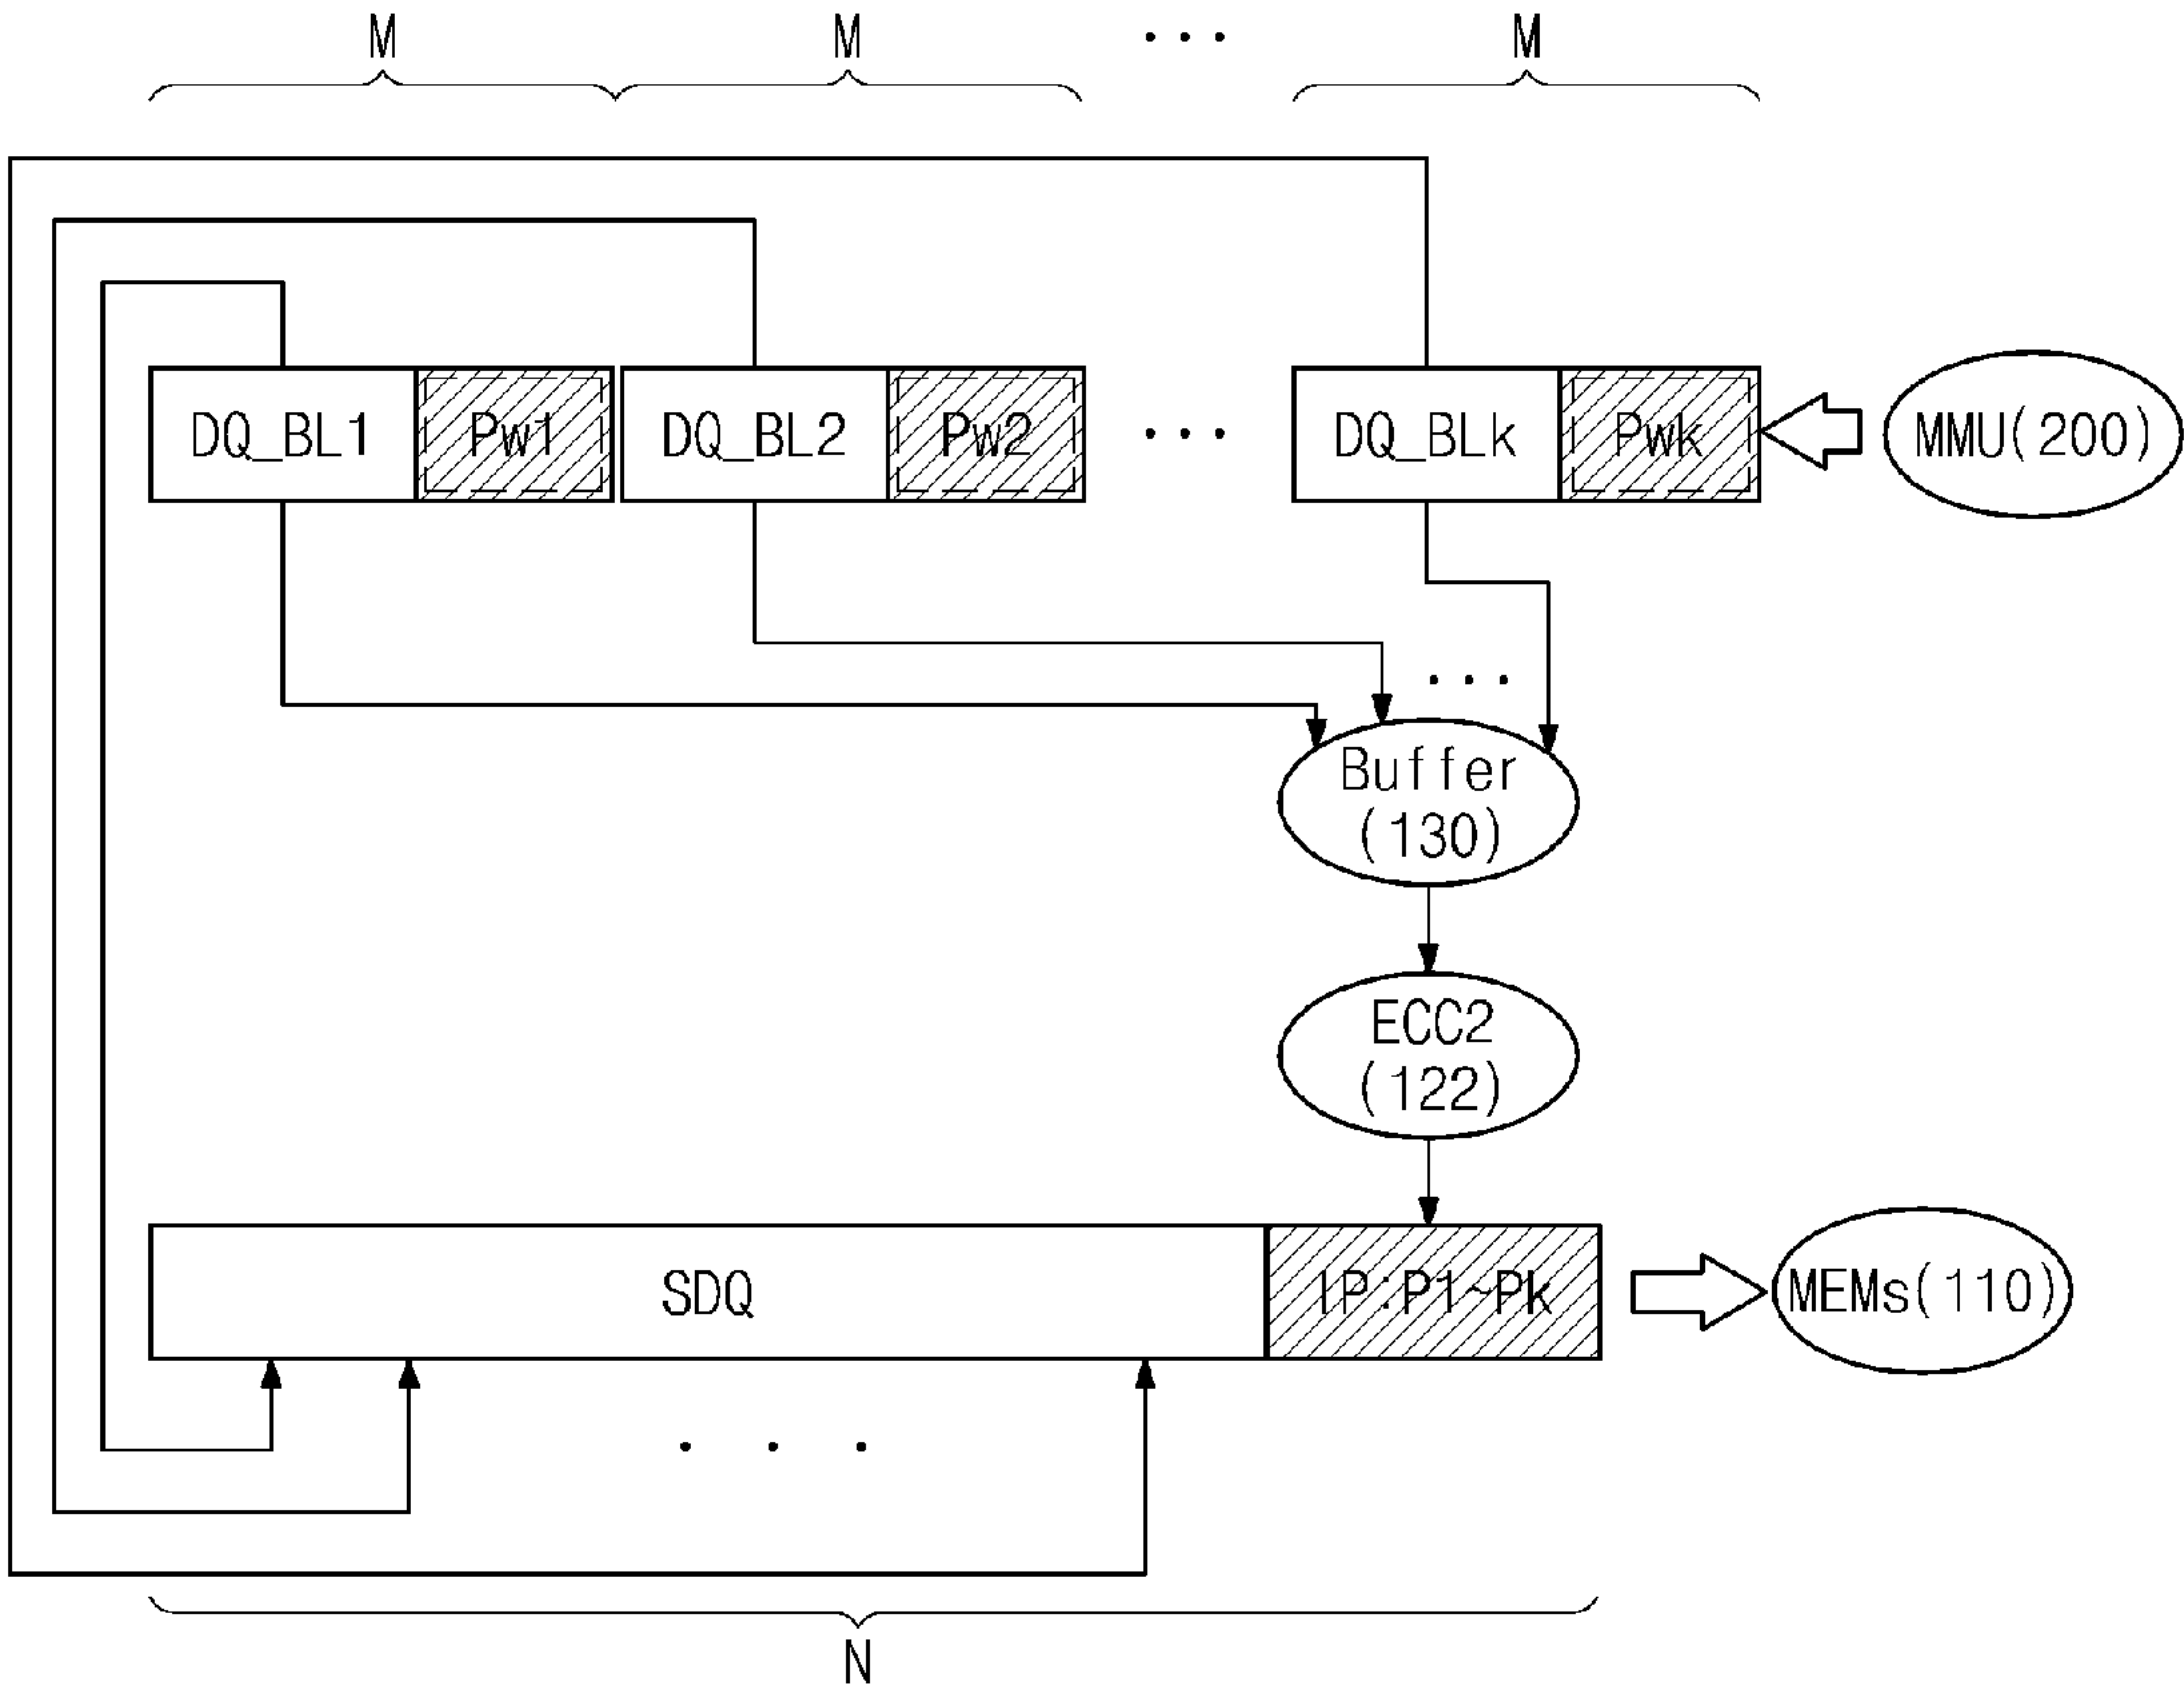 M M ... M
DQ_BL1 Pw1 DQ_BL2 Pw2 ... DQ_BLk Pwk MMU(200)
...
Buffer
(130)
ECC2
(122)
SDQ IP:P1~Pk MEMs(110)
. . .
N